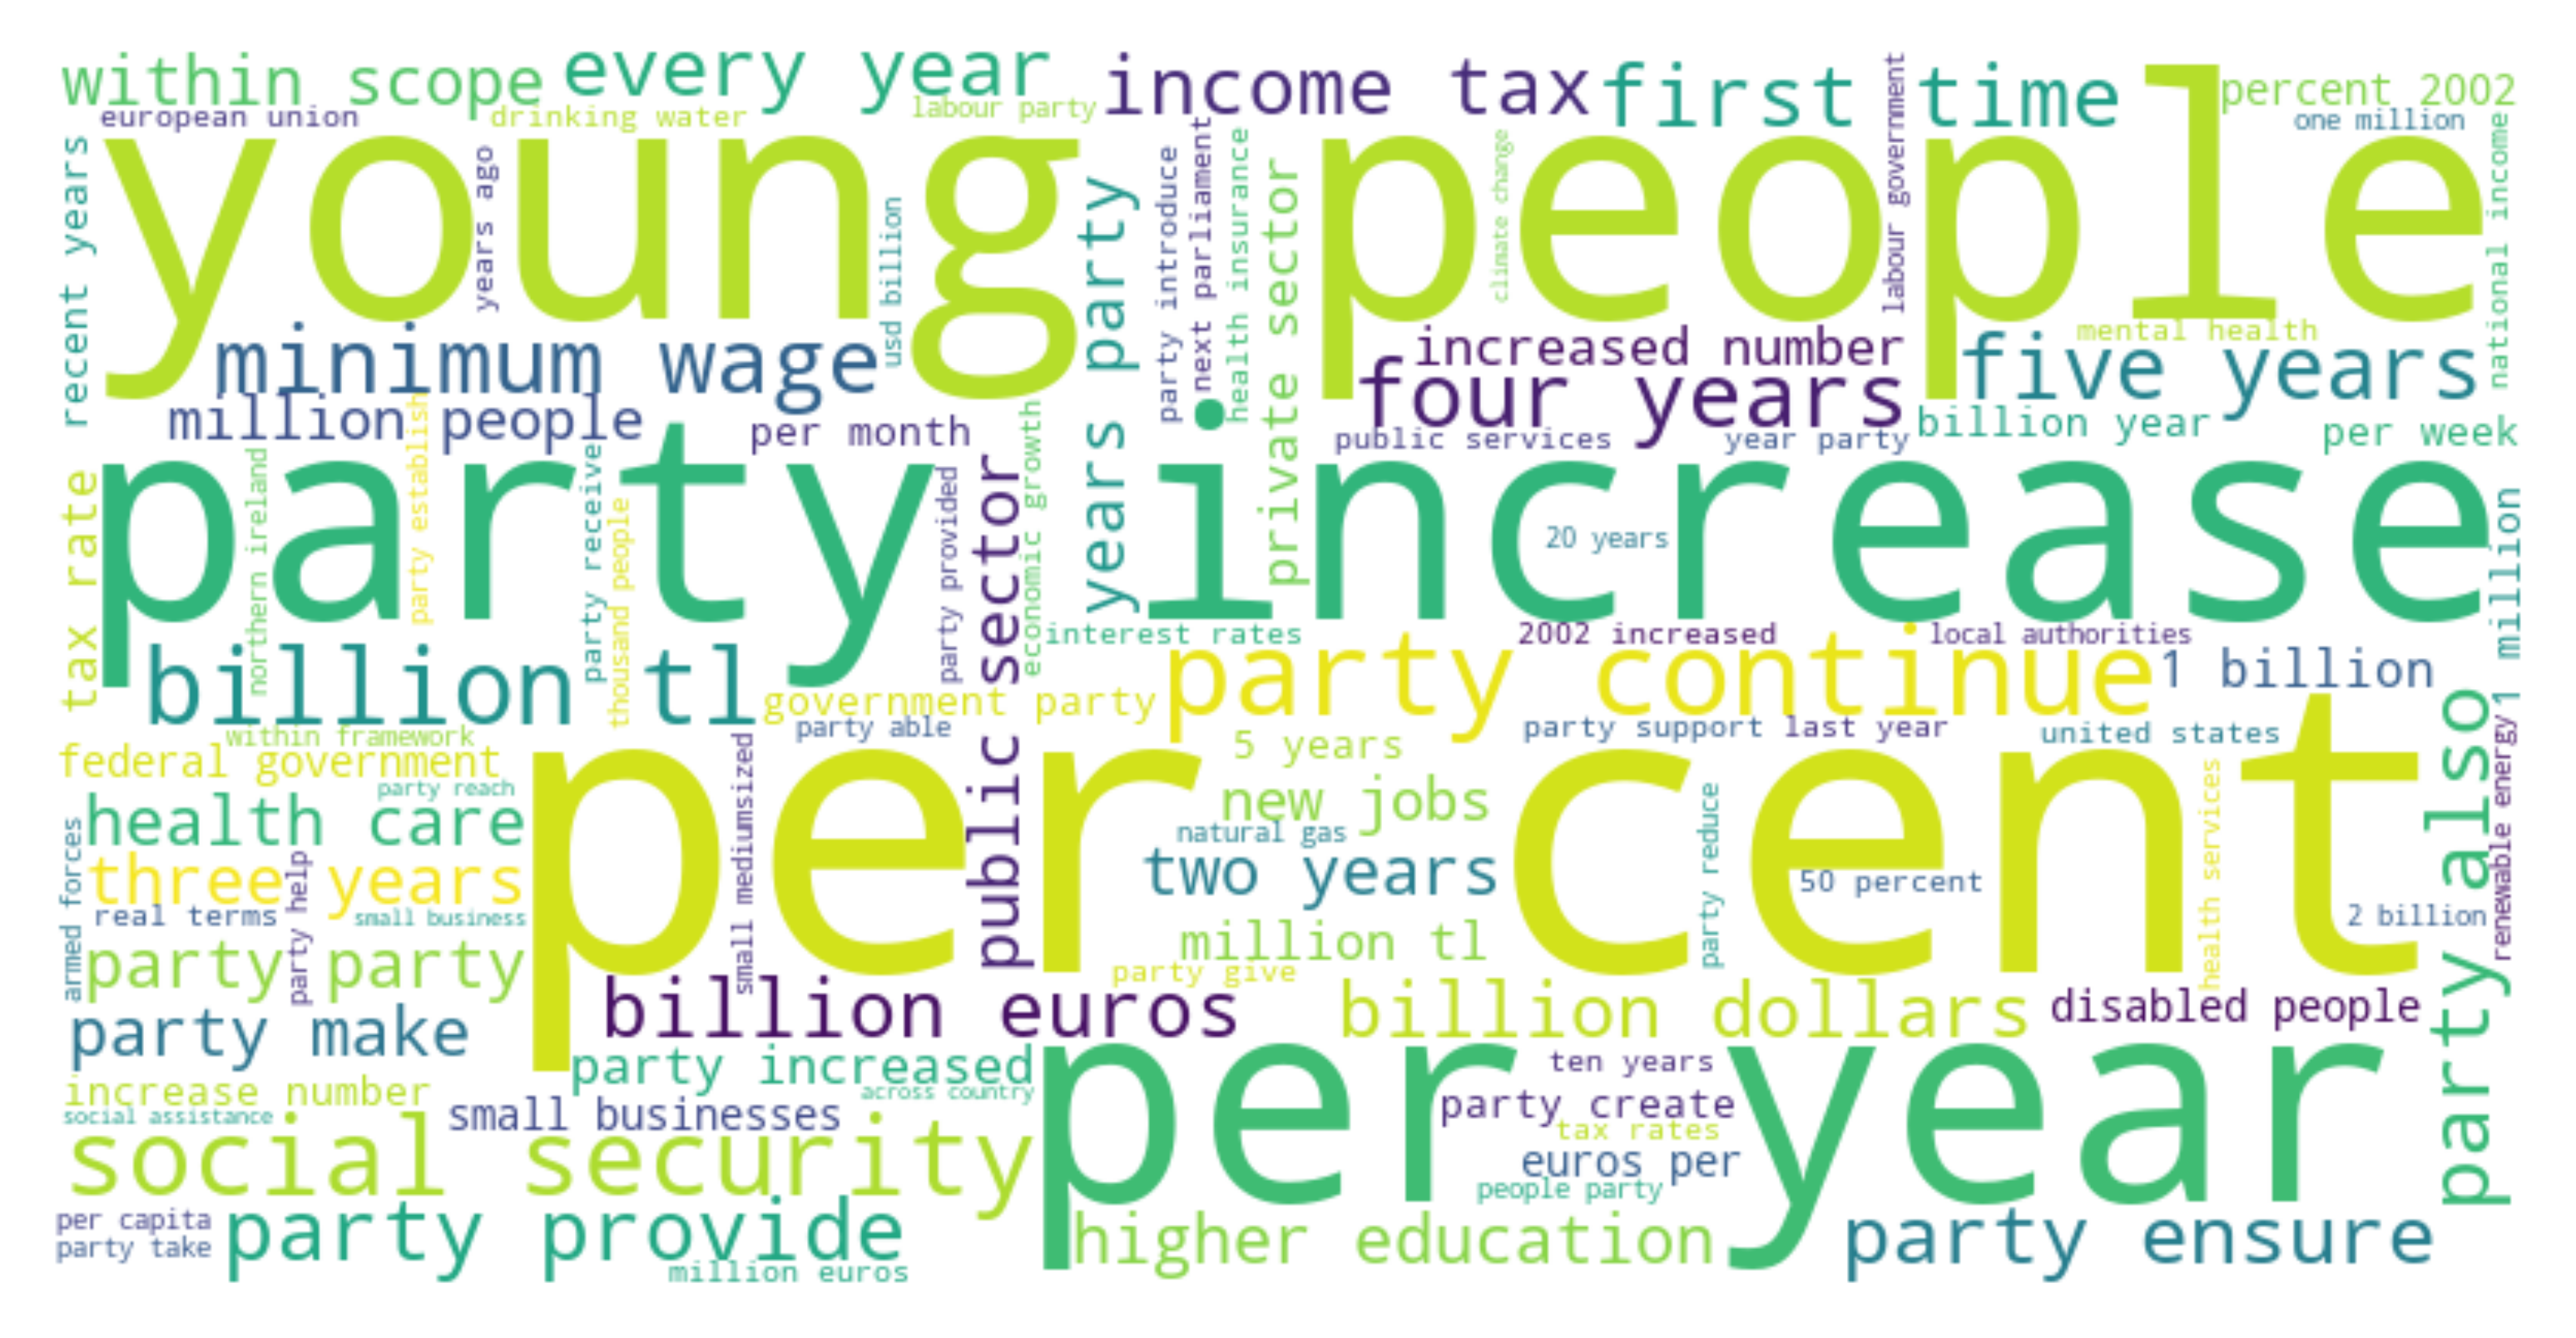 within scope
every year
income tax
first time
percent 2002
european union
drinking water
labour party
one million
young people
recent years
years ago
usd billion
years party
party introduce
next parliament
health insurance
private sector
climate change
labour government
national income
minimum wage
increased number
mental health
four years
five years
million people
per month
public services
year party
billion year
per week
party increase
tax rate
northern ireland
party establish
party receive
thousand people
party provided
public sector
economic growth
20 years
1 million
interest rates
2002 increased
local authorities
billion tl
party continue
1 billion
government party
within framework
party able
party support
last year
united states
federal government
5 years
per cent
party reach
health care
new jobs
natural gas
small mediumsized
party reduce
health services
renewable energy
party also
armed forces
three years
party help
two years
50 percent
real terms
small business
2 billion
party party
million tl
party give
party make
billion euros
billion dollars
disabled people
party increased
ten years
per year
increase number
across country
social assistance
small businesses
party create
social security
tax rates
euros per
people party
per capita
party provide
higher education
party ensure
party take
million euros